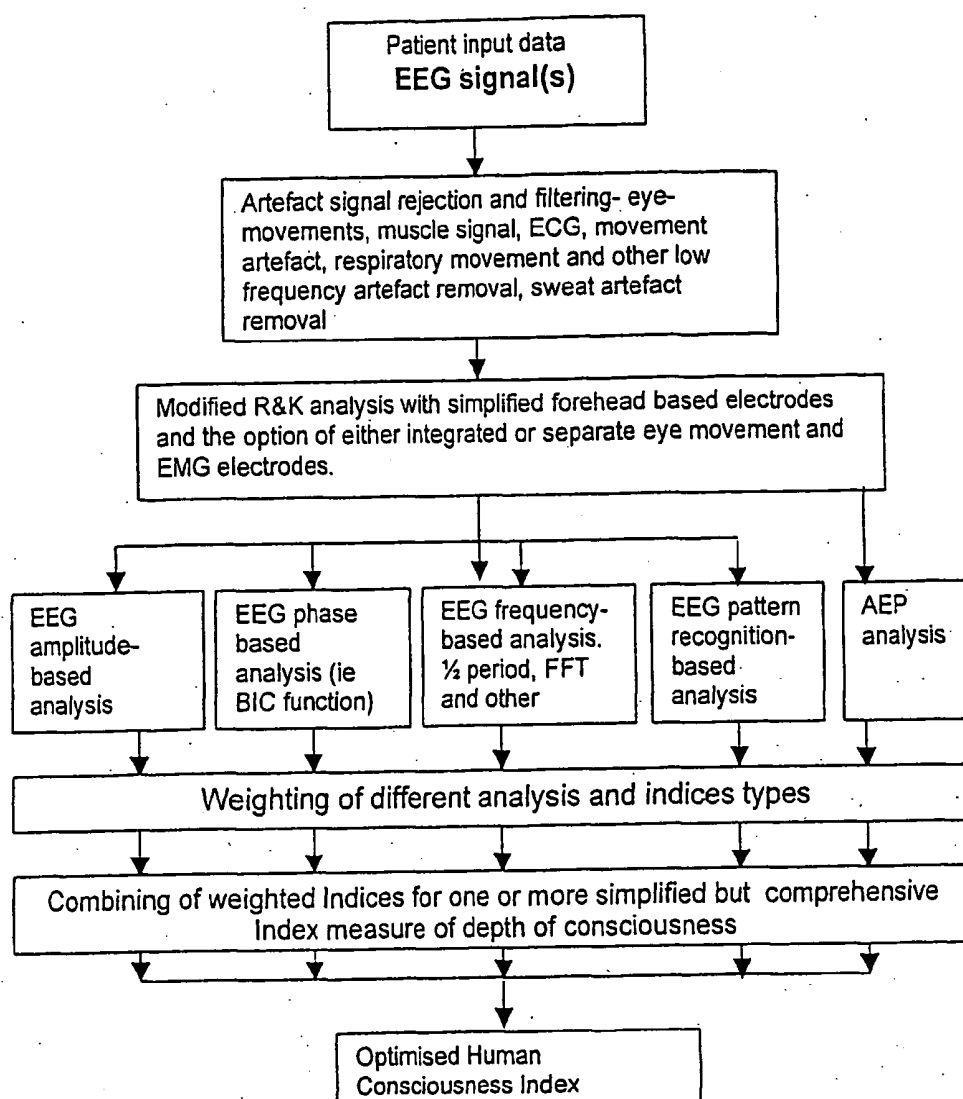 Patient input data
EEG signal(s)
Artefact signal rejection and filtering- eye-
movements, muscle signal, ECG, movement
artefact, respiratory movement and other low
frequency artefact removal, sweat artefact
removal
Modified R&K analysis with simplified forehead based electrodes
and the option of either integrated or separate eye movement and
EMG electrodes.
EEG
amplitude-
based
analysis
EEG phase
based
analysis (ie
BIC function)
EEG frequency-
based analysis.
½ period, FFT
and other
EEG pattern
recognition-
based
analysis
AEP
analysis
Weighting of different analysis and indices types
Combining of weighted Indices for one or more simplified but comprehensive
Index measure of depth of consciousness
Optimised Human
Consciousness Index